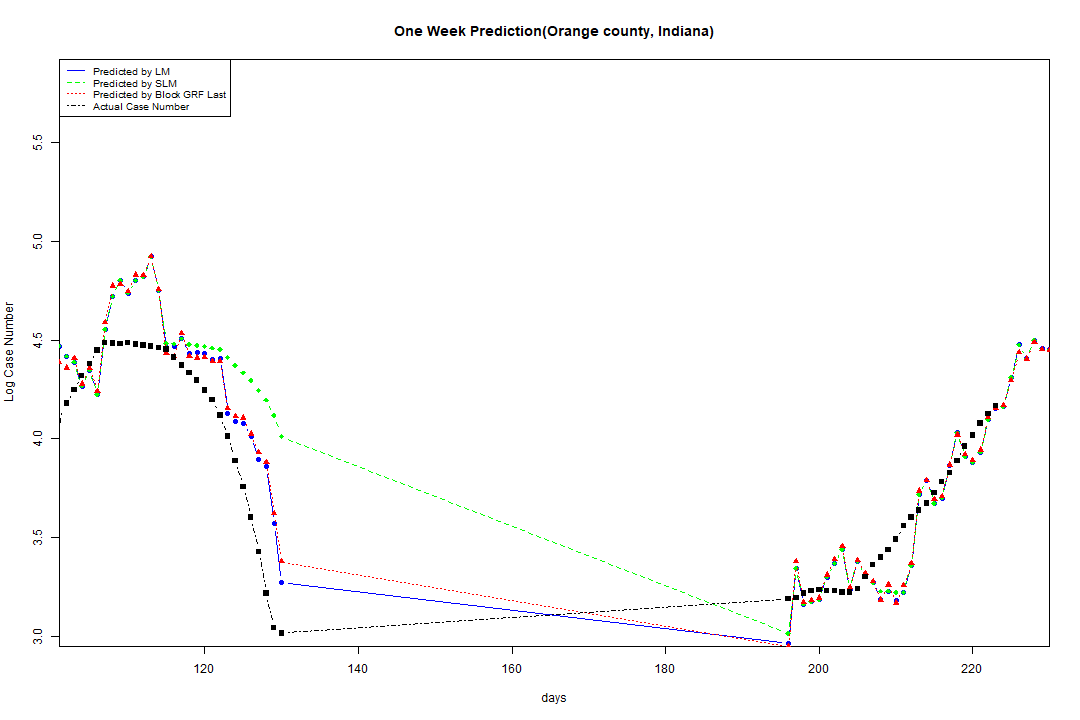 One Week Prediction(Orange county, Indiana)
Predicted by LM
Predicted by SLM
Predicted by Block GRF Last
Actual Case Number
5.5
5.0
4.5
4.0
3.5
3.0
Log Case Number
120 140 160 180 200 220
days